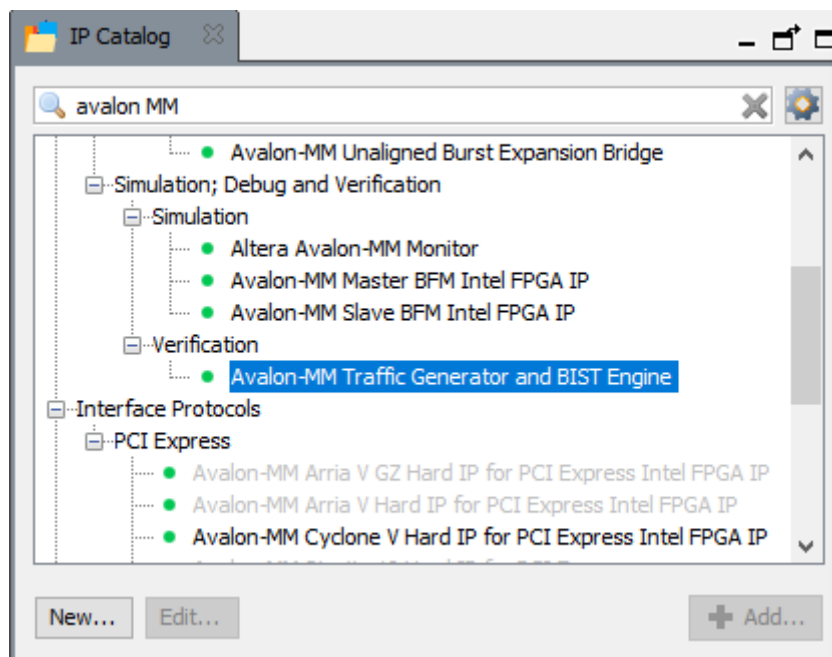 IP Catalog
avalon MM
Avalon-MM Unaligned Burst Expansion Bridge
Simulation; Debug and Verification
Simulation
Altera Avalon-MM Monitor
Avalon-MM Master BFM Intel FPGA IP
Avalon-MM Slave BFM Intel FPGA IP
Verification
Avalon-MM Traffic Generator and BIST Engine
Interface Protocols
PCI Express
Avalon-MM Arria V GZ Hard IP for PCI Express Intel FPGA IP
Avalon-MM Arria V Hard IP for PCI Express Intel FPGA IP
Avalon-MM Cyclone V Hard IP for PCI Express Intel FPGA IP
New... Edit... Add...